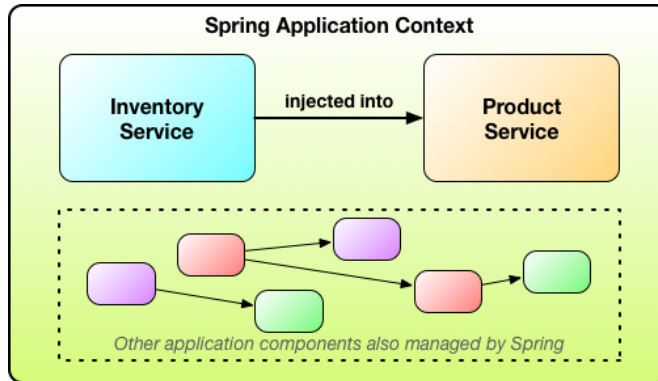 Spring Application Context
Inventory
Service
injected into
Product
Service
Other application components also managed by Spring